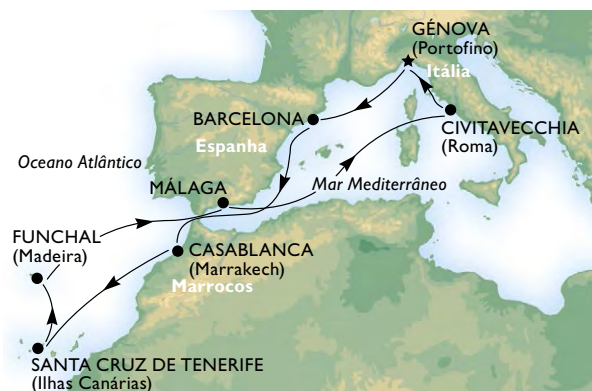 GÉNOVA
(Portofino)
Itália
BARCELONA
CIVITAVECCHIA
(Roma)
Espanha
Oceano Atlântico
MÁLAGA
Mar Mediterrâneo
FUNCHAL
(Madeira)
CASABLANCA
(Marrakech)
Marrocos
SANTA CRUZ DE TENERIFE
(Ilhas Canárias)